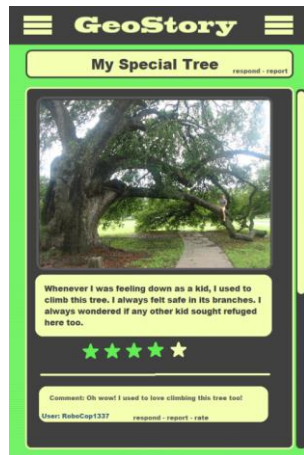 GeoStory
My Special Tree
respond - report
Whenever I was feeling down as a kid, I used to
climb this tree. I always felt safe in its branches. I
always wondered if any other kid sought refuged
here too.
Comment: Oh wow! I used to love climbing this tree too!
User: RoboCop1337
respond - report - rate